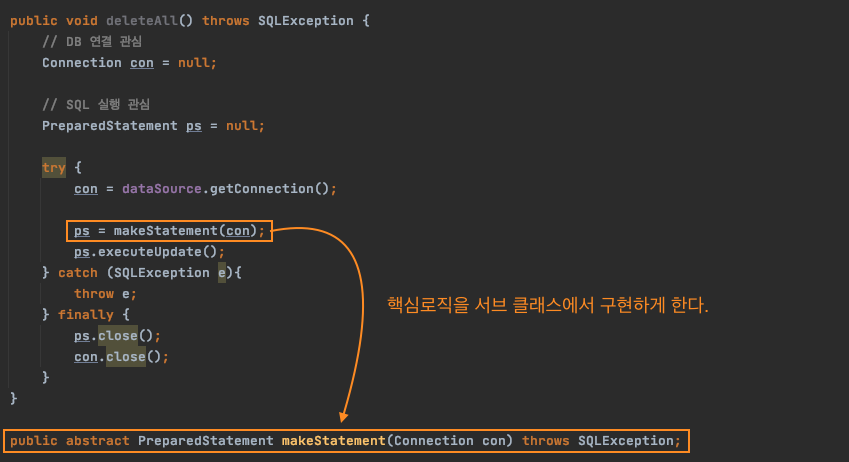 public void deleteAll() throws SQLException {
// DB 연결 관심
Connection con = null;
// SQL 실행 관심
PreparedStatement ps = null;
try {
con = dataSource.getConnection();
ps = makeStatement(con);
ps.executeUpdate();
} catch (SQLException e){
throw e;
} finally {
ps.close();
con.close();
}
}
핵심로직을 서브 클래스에서 구현하게 한다.
public abstract PreparedStatement makeStatement(Connection con) throws SQLException;